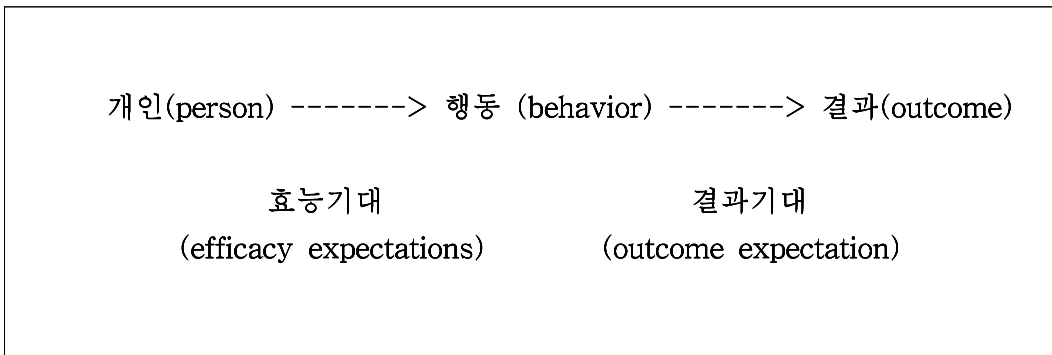 개인(person) -------> 행동 (behavior) -------> 결과(outcome)
효능기대 결과기대
(efficacy expectations) (outcome expectation)